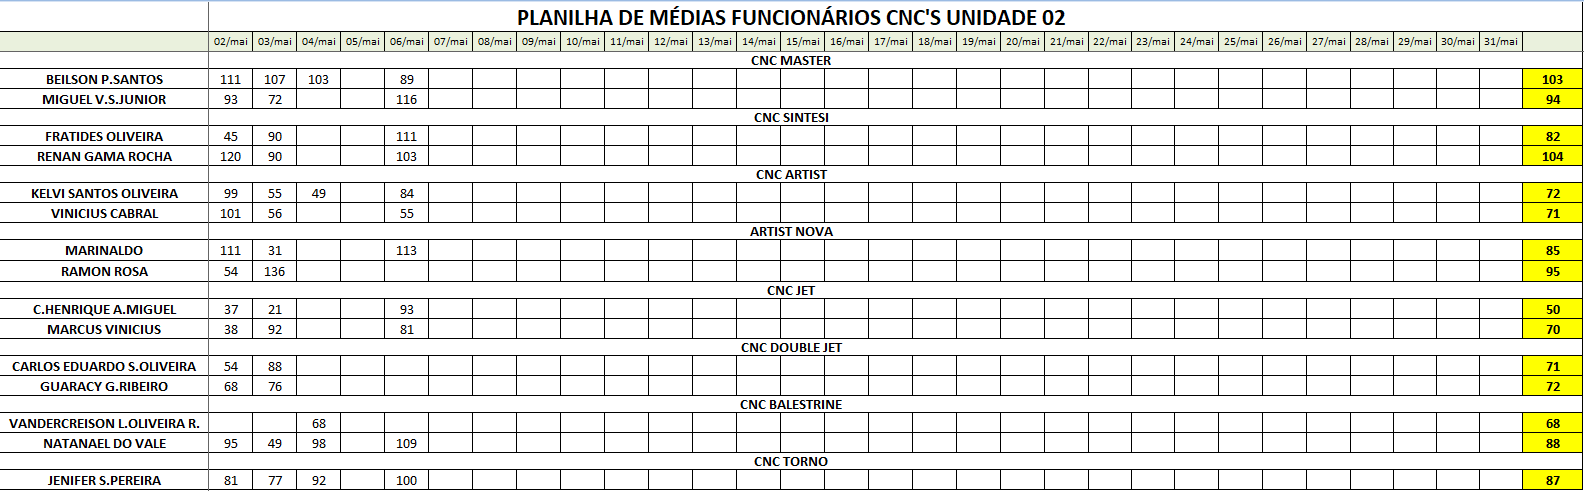 PLANILHA DE MÉDIAS FUNCIONÁRIOS CNC'S UNIDADE 02
02/mai 03/mai 04/mai 05/mai 06/mai 07/mai 08/mai 09/mai 10/mai 11/mai 12/mai 13/mai 14/mai 15/mai 16/mai 17/mai 18/mai 19/mai 20/mai 21/mai 22/mai 23/mai 24/mai 25/mai 26/mai 27/mai 28/mai 29/mai 30/mai 31/mai
CNC MASTER
BEILSON P.SANTOS 111 107 103 89 103
MIGUEL V.S.JUNIOR 93 72 116 94
CNC SINTESI
FRATIDES OLIVEIRA 45 90 111 82
RENAN GAMA ROCHA 120 90 103 104
CNC ARTIST
KELVI SANTOS OLIVEIRA 99 55 49 84 72
VINICIUS CABRAL 101 56 55 71
ARTIST NOVA
MARINALDO 111 31 113 85
RAMON ROSA 54 136 95
CNC JET
C.HENRIQUE A.MIGUEL 37 21 93 50
MARCUS VINICIUS 38 92 81 70
CNC DOUBLE JET
CARLOS EDUARDO S.OLIVEIRA 54 88 71
GUARACY G.RIBEIRO 68 76 72
CNC BALESTRINE
VANDERCREISON L.OLIVEIRA R. 68 68
NATANAEL DO VALE 95 49 98 109 88
CNC TORNO
JENIFER S.PEREIRA 81 77 92 100 87